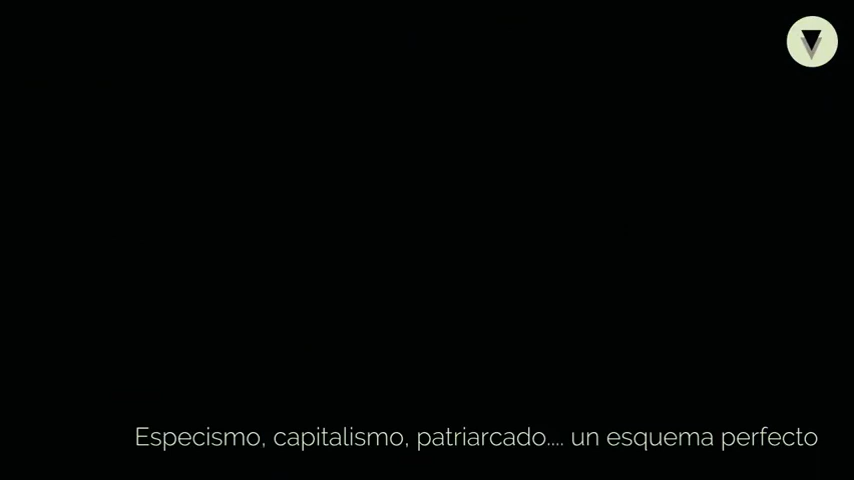 Especismo, capitalismo, patriarcado.... un esquema perfecto